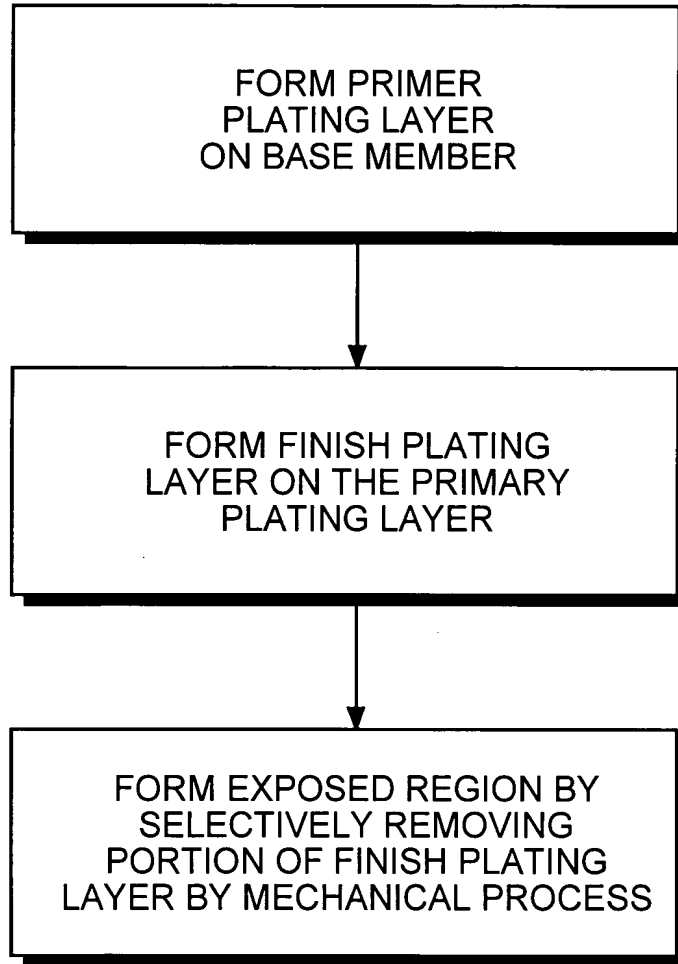 FORM PRIMER
PLATING LAYER
ON BASE MEMBER
FORM FINISH PLATING
LAYER ON THE PRIMARY
PLATING LAYER
FORM EXPOSED REGION BY
SELECTIVELY REMOVING
PORTION OF FINISH PLATING
LAYER BY MECHANICAL PROCESS